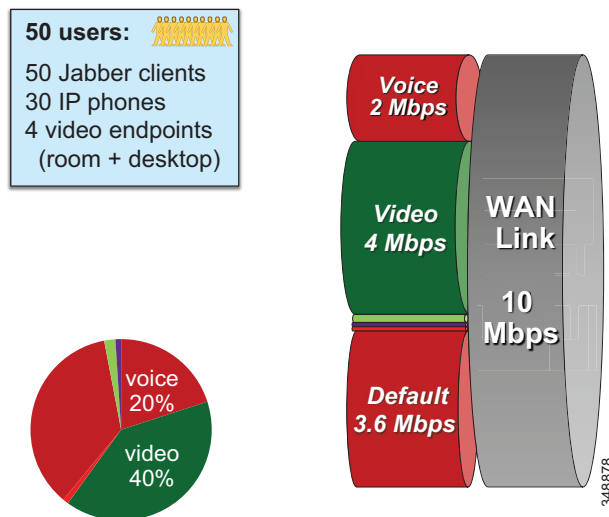 50 users:
50 Jabber clients
30 IP phones
4 video endpoints
(room + desktop)
Voice
2 Mbps
Video
4 Mbps
Default
3.6 Mbps
WAN
Link
10
Mbps
voice
20%
video
40%
348878